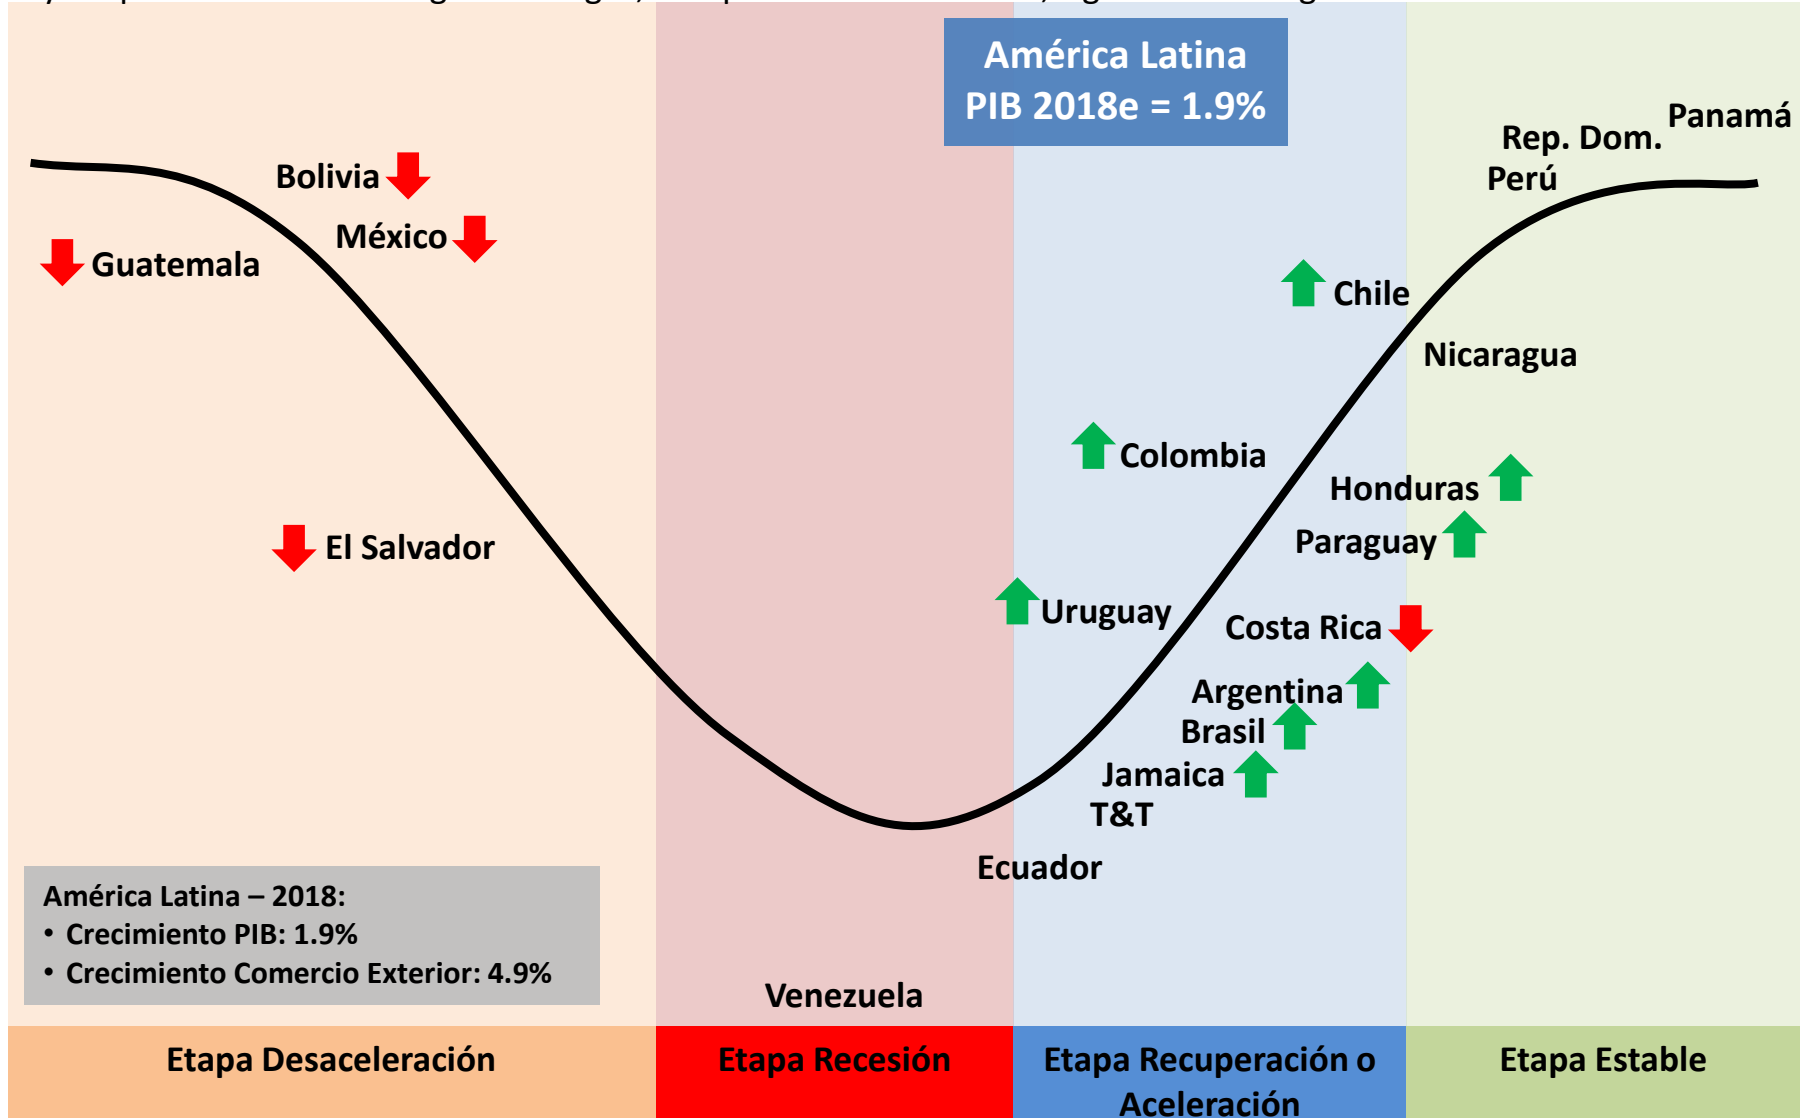 América Latina
PIB 2018e = 1.9%
Panamá
Rep. Dom.
Perú
Bolivia
México
Guatemala
Chile
Nicaragua
Colombia
Honduras
Paraguay
El Salvador
Uruguay
Costa Rica
Argentina
Brasil
Jamaica
T&T
Ecuador
América Latina – 2018:
• Crecimiento PIB: 1.9%
• Crecimiento Comercio Exterior: 4.9%
Venezuela
Etapa Desaceleración
Etapa Recesión
Etapa Recuperación o
Aceleración
Etapa Estable